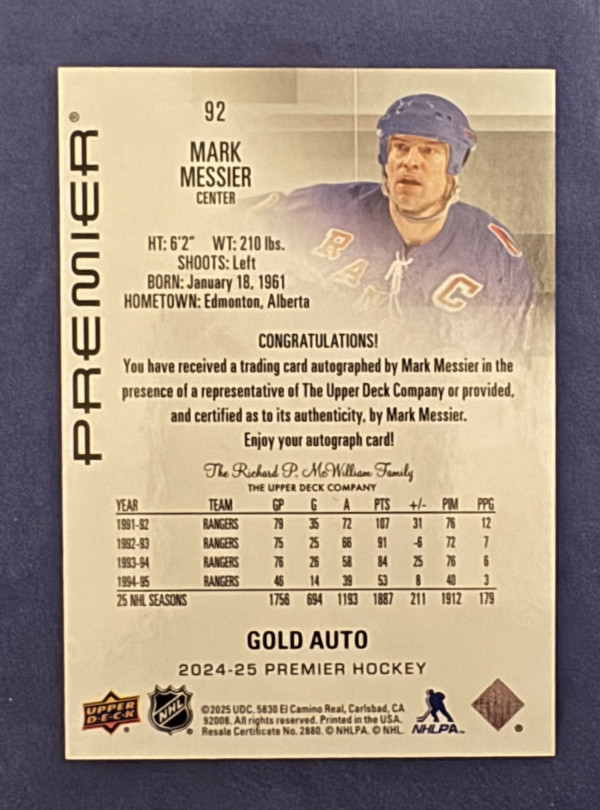 PREMIER®
92
MARK
MESSIER
CENTER
HT: 6'2" WT: 210 lbs.
SHOOTS: Left
BORN: January 18, 1961
HOMETOWN: Edmonton, Alberta
RAN
C
CONGRATULATIONS!
You have received a trading card autographed by Mark Messier in the
presence of a representative of The Upper Deck Company or provided,
and certified as to its authenticity, by Mark Messier.
Enjoy your autograph card!
The Richard P. McWilliam Family
THE UPPER DECK COMPANY
YEAR TEAM GP G A PTS +/- PIM PPG
1991-92 RANGERS 79 35 72 107 31 76 12
1992-93 RANGERS 75 25 66 91 -6 72 7
1993-94 RANGERS 76 26 58 84 25 76 6
1994-95 RANGERS 46 14 39 53 8 40 3
25 NHL SEASONS 1756 694 1193 1887 211 1912 179
GOLD AUTO
2024-25 PREMIER HOCKEY
UPPER DECK®
NHL®
©2025 UDC. 5830 El Camino Real, Carlsbad, CA
92008. All rights reserved. Printed in the USA.
Resale Certificate No. 2880. © NHLPA. © NHL.
NHLPA™
®